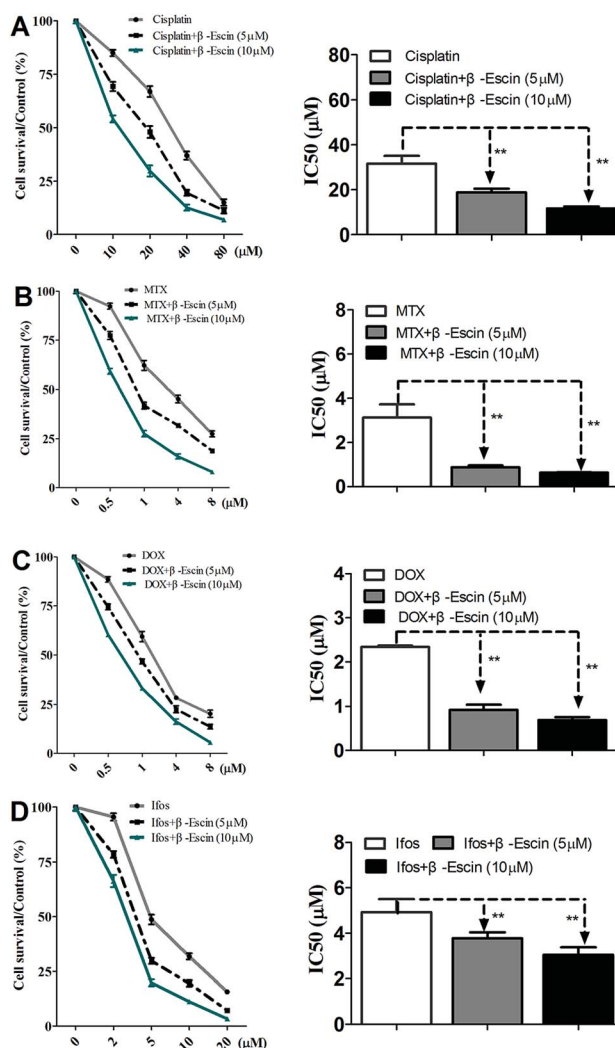 A
Cell survival/Control (%)
100
75
50
25
0
0 10 20 40 80 (μM)
Cisplatin
Cisplatin+β -Escin (5μM)
Cisplatin+β -Escin (10μM)
IC50 (μM)
80
60
40
20
0
Cisplatin
Cisplatin+β -Escin (5μM)
Cisplatin+β -Escin (10μM)
**
**
B
Cell survival/Control (%)
100
75
50
25
0
0 0.5 1 4 8 (μM)
MTX
MTX+β -Escin (5μM)
MTX+β -Escin (10μM)
IC50 (μM)
8
6
4
2
0
MTX
MTX+β -Escin (5μM)
MTX+β -Escin (10μM)
**
**
C
Cell survival/Control (%)
100
75
50
25
0
0 0.5 1 4 8 (μM)
DOX
DOX+β -Escin (5μM)
DOX+β -Escin (10μM)
IC50 (μM)
4
3
2
1
0
DOX
DOX+β -Escin (5μM)
DOX+β -Escin (10μM)
**
**
D
Cell survival/Control (%)
100
75
50
25
0
0 2 5 10 20 (μM)
Ifos
Ifos+β -Escin (5μM)
Ifos+β -Escin (10μM)
IC50 (μM)
8
6
4
2
0
Ifos Ifos+β -Escin (5μM)
Ifos+β -Escin (10μM)
**
**